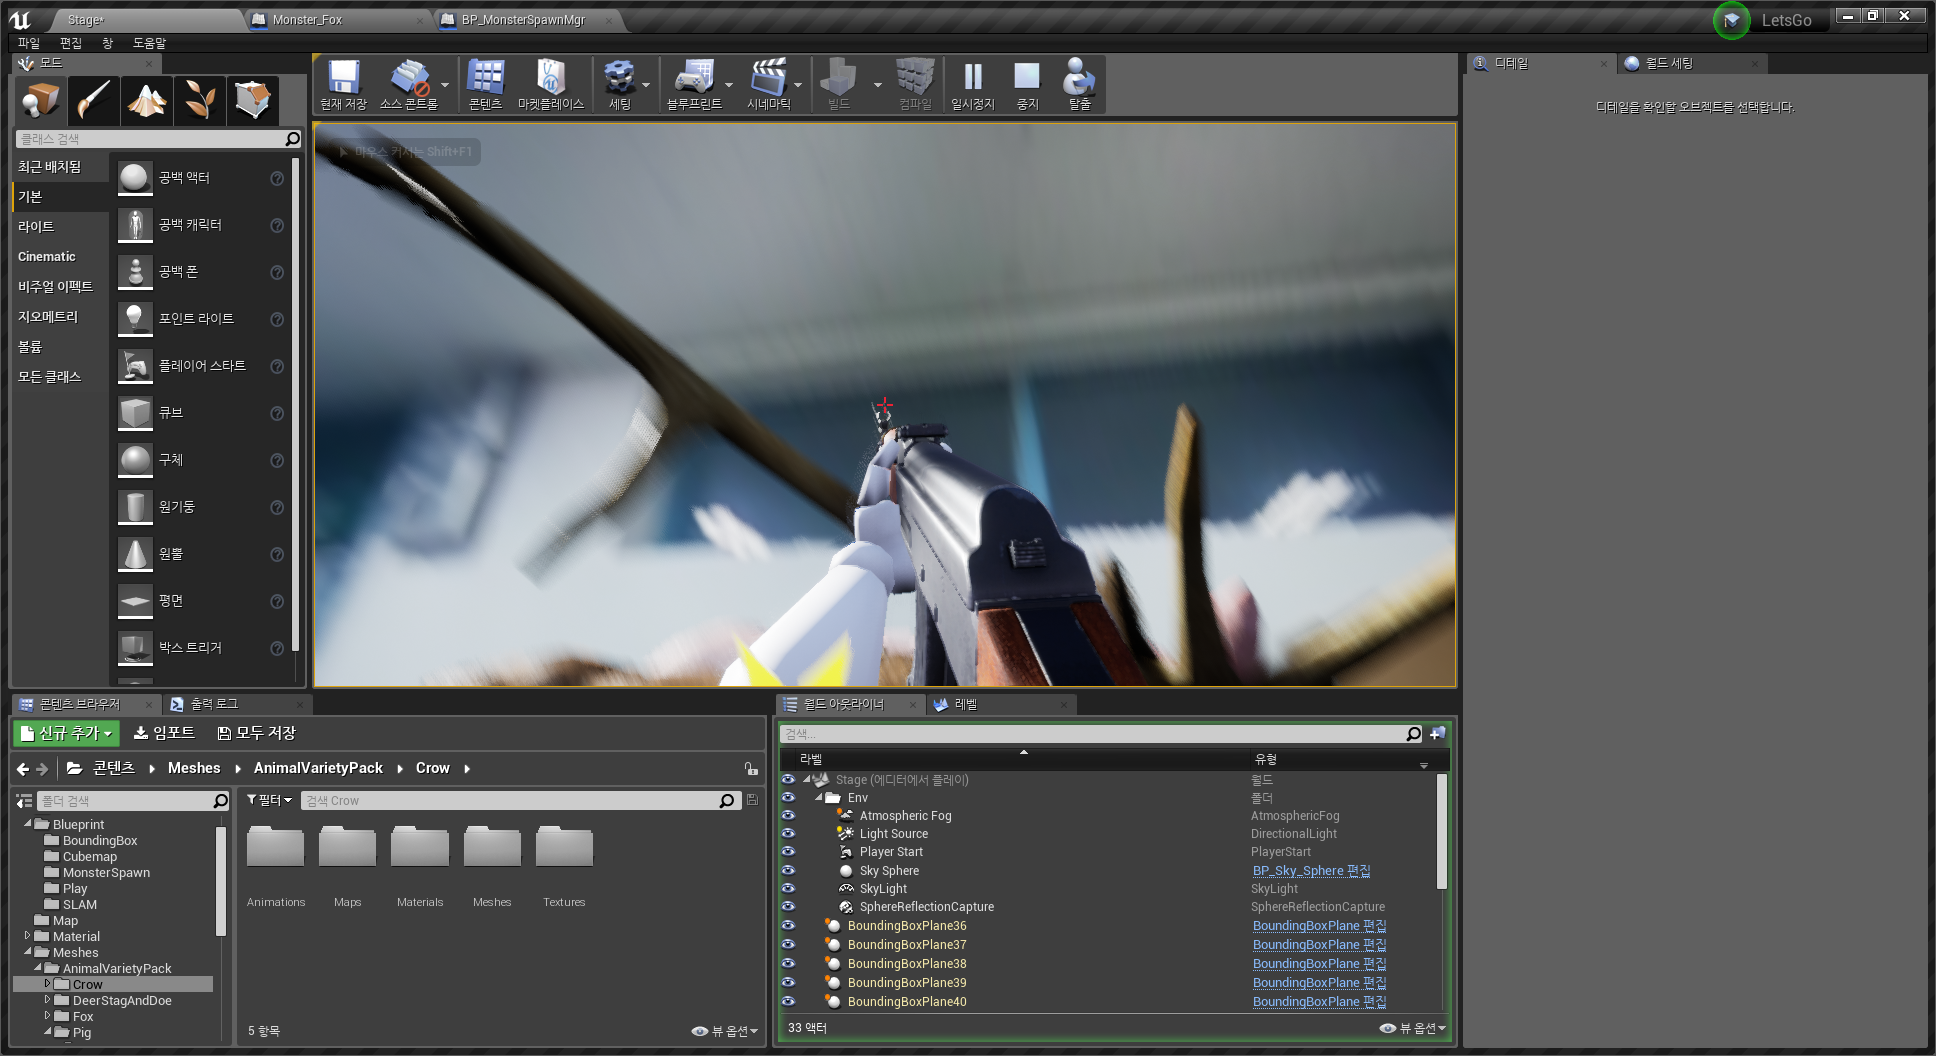 Stage*
Monster_Fox
BP_MonsterSpawnMgr
LetsGo
파일 편집 창 도움말
모드
현재 저장
소스 콘트롤
콘텐츠
마켓플레이스
세팅
블루프린트
시네마틱
빌드
컴파일
일시정지
중지
탈출
클래스 검색
최근 배치됨
기본
라이트
Cinematic
비주얼 이펙트
지오메트리
볼륨
모든 클래스
공백 액터
공백 캐릭터
공백 폰
포인트 라이트
플레이어 스타트
큐브
구체
원기둥
원뿔
평면
박스 트리거
마우스 커서는 Shift+F1
디테일
월드 세팅
디테일을 확인할 오브젝트를 선택합니다.
콘텐츠 브라우저
출력 로그
신규 추가
임포트
모두 저장
콘텐츠 Meshes AnimalVarietyPack Crow
폴더 검색
Blueprint
BoundingBox
Cubemap
MonsterSpawn
Play
SLAM
Map
Material
Meshes
AnimalVarietyPack
Crow
DeerStagAndDoe
Fox
Pig
필터
검색 Crow
Animations
Maps
Materials
Meshes
Textures
5 항목
뷰 옵션
월드 아웃라이너
레벨
검색...
라벨 유형
Stage (에디터에서 플레이) 월드
Env 폴더
Atmospheric Fog AtmosphericFog
Light Source DirectionalLight
Player Start PlayerStart
Sky Sphere BP_Sky_Sphere 편집
SkyLight SkyLight
SphereReflectionCapture SphereReflectionCapture
BoundingBoxPlane36 BoundingBoxPlane 편집
BoundingBoxPlane37 BoundingBoxPlane 편집
BoundingBoxPlane38 BoundingBoxPlane 편집
BoundingBoxPlane39 BoundingBoxPlane 편집
BoundingBoxPlane40 BoundingBoxPlane 편집
33 액터
뷰 옵션